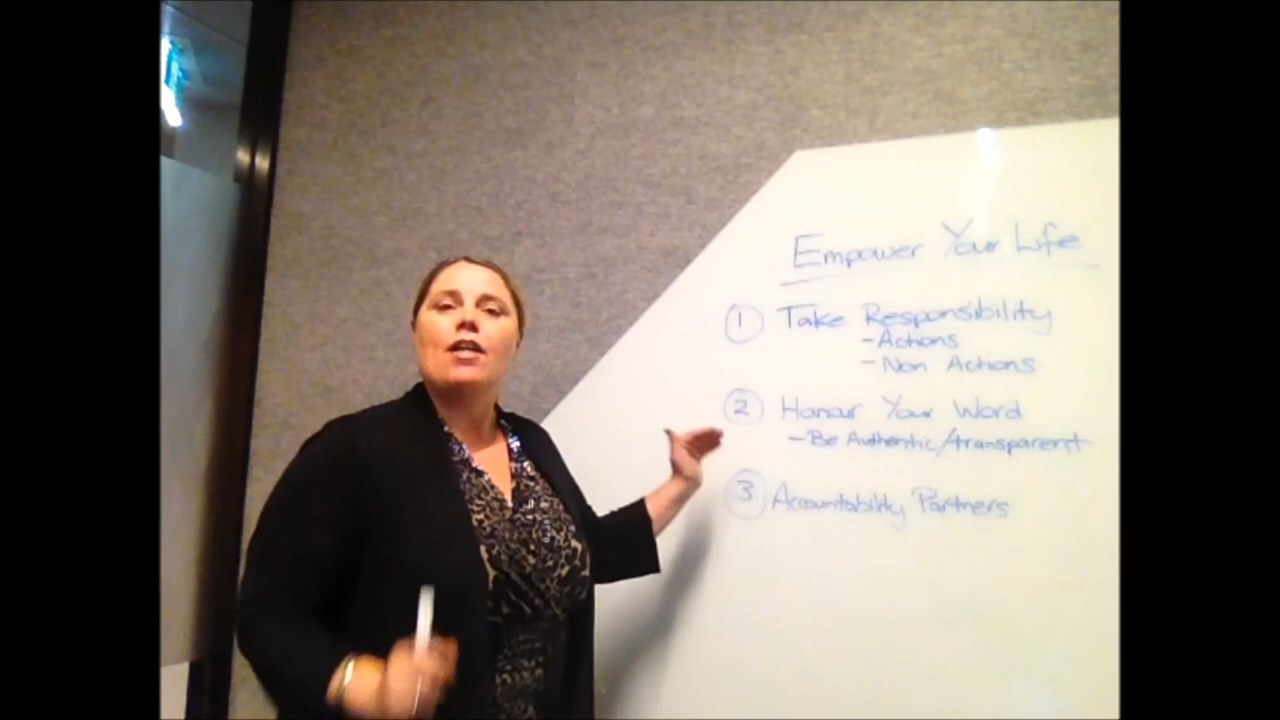 Empower Your Life
1 Take Responsibility
- Actions
- Non Actions
2 Honour Your Word
- Be Authentic/transparent
3 Accountability Partners